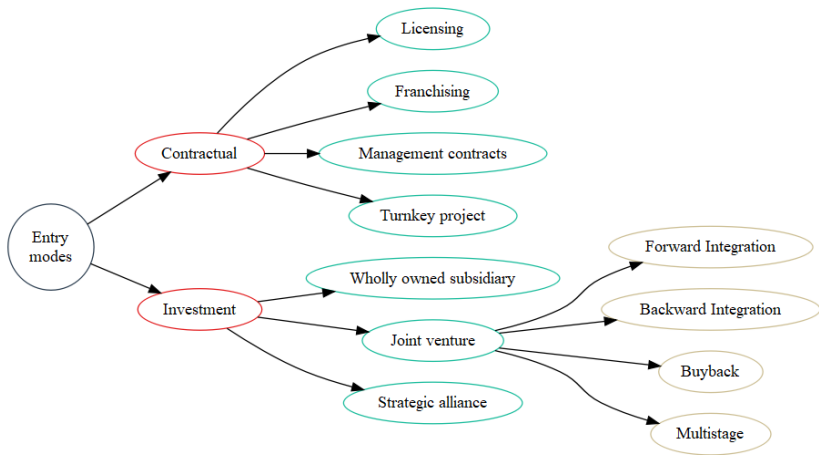 Entry
modes
Contractual
Investment
Licensing
Franchising
Management contracts
Turnkey project
Wholly owned subsidiary
Joint venture
Strategic alliance
Forward Integration
Backward Integration
Buyback
Multistage